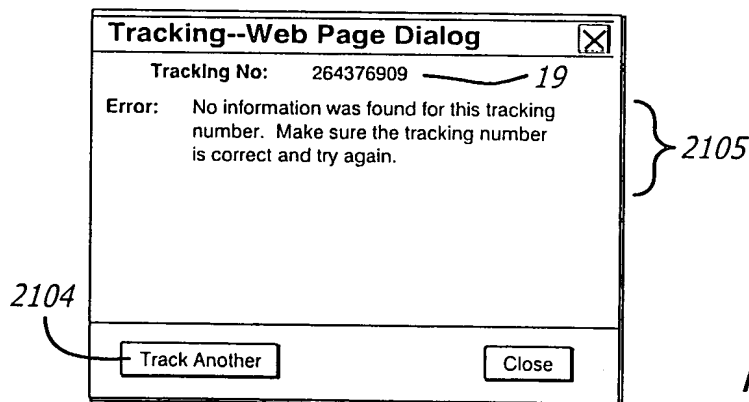 Tracking--Web Page Dialog
Tracking No: 264376909
19
Error: No information was found for this tracking
number. Make sure the tracking number
is correct and try again.
2105
2104
Track Another
Close